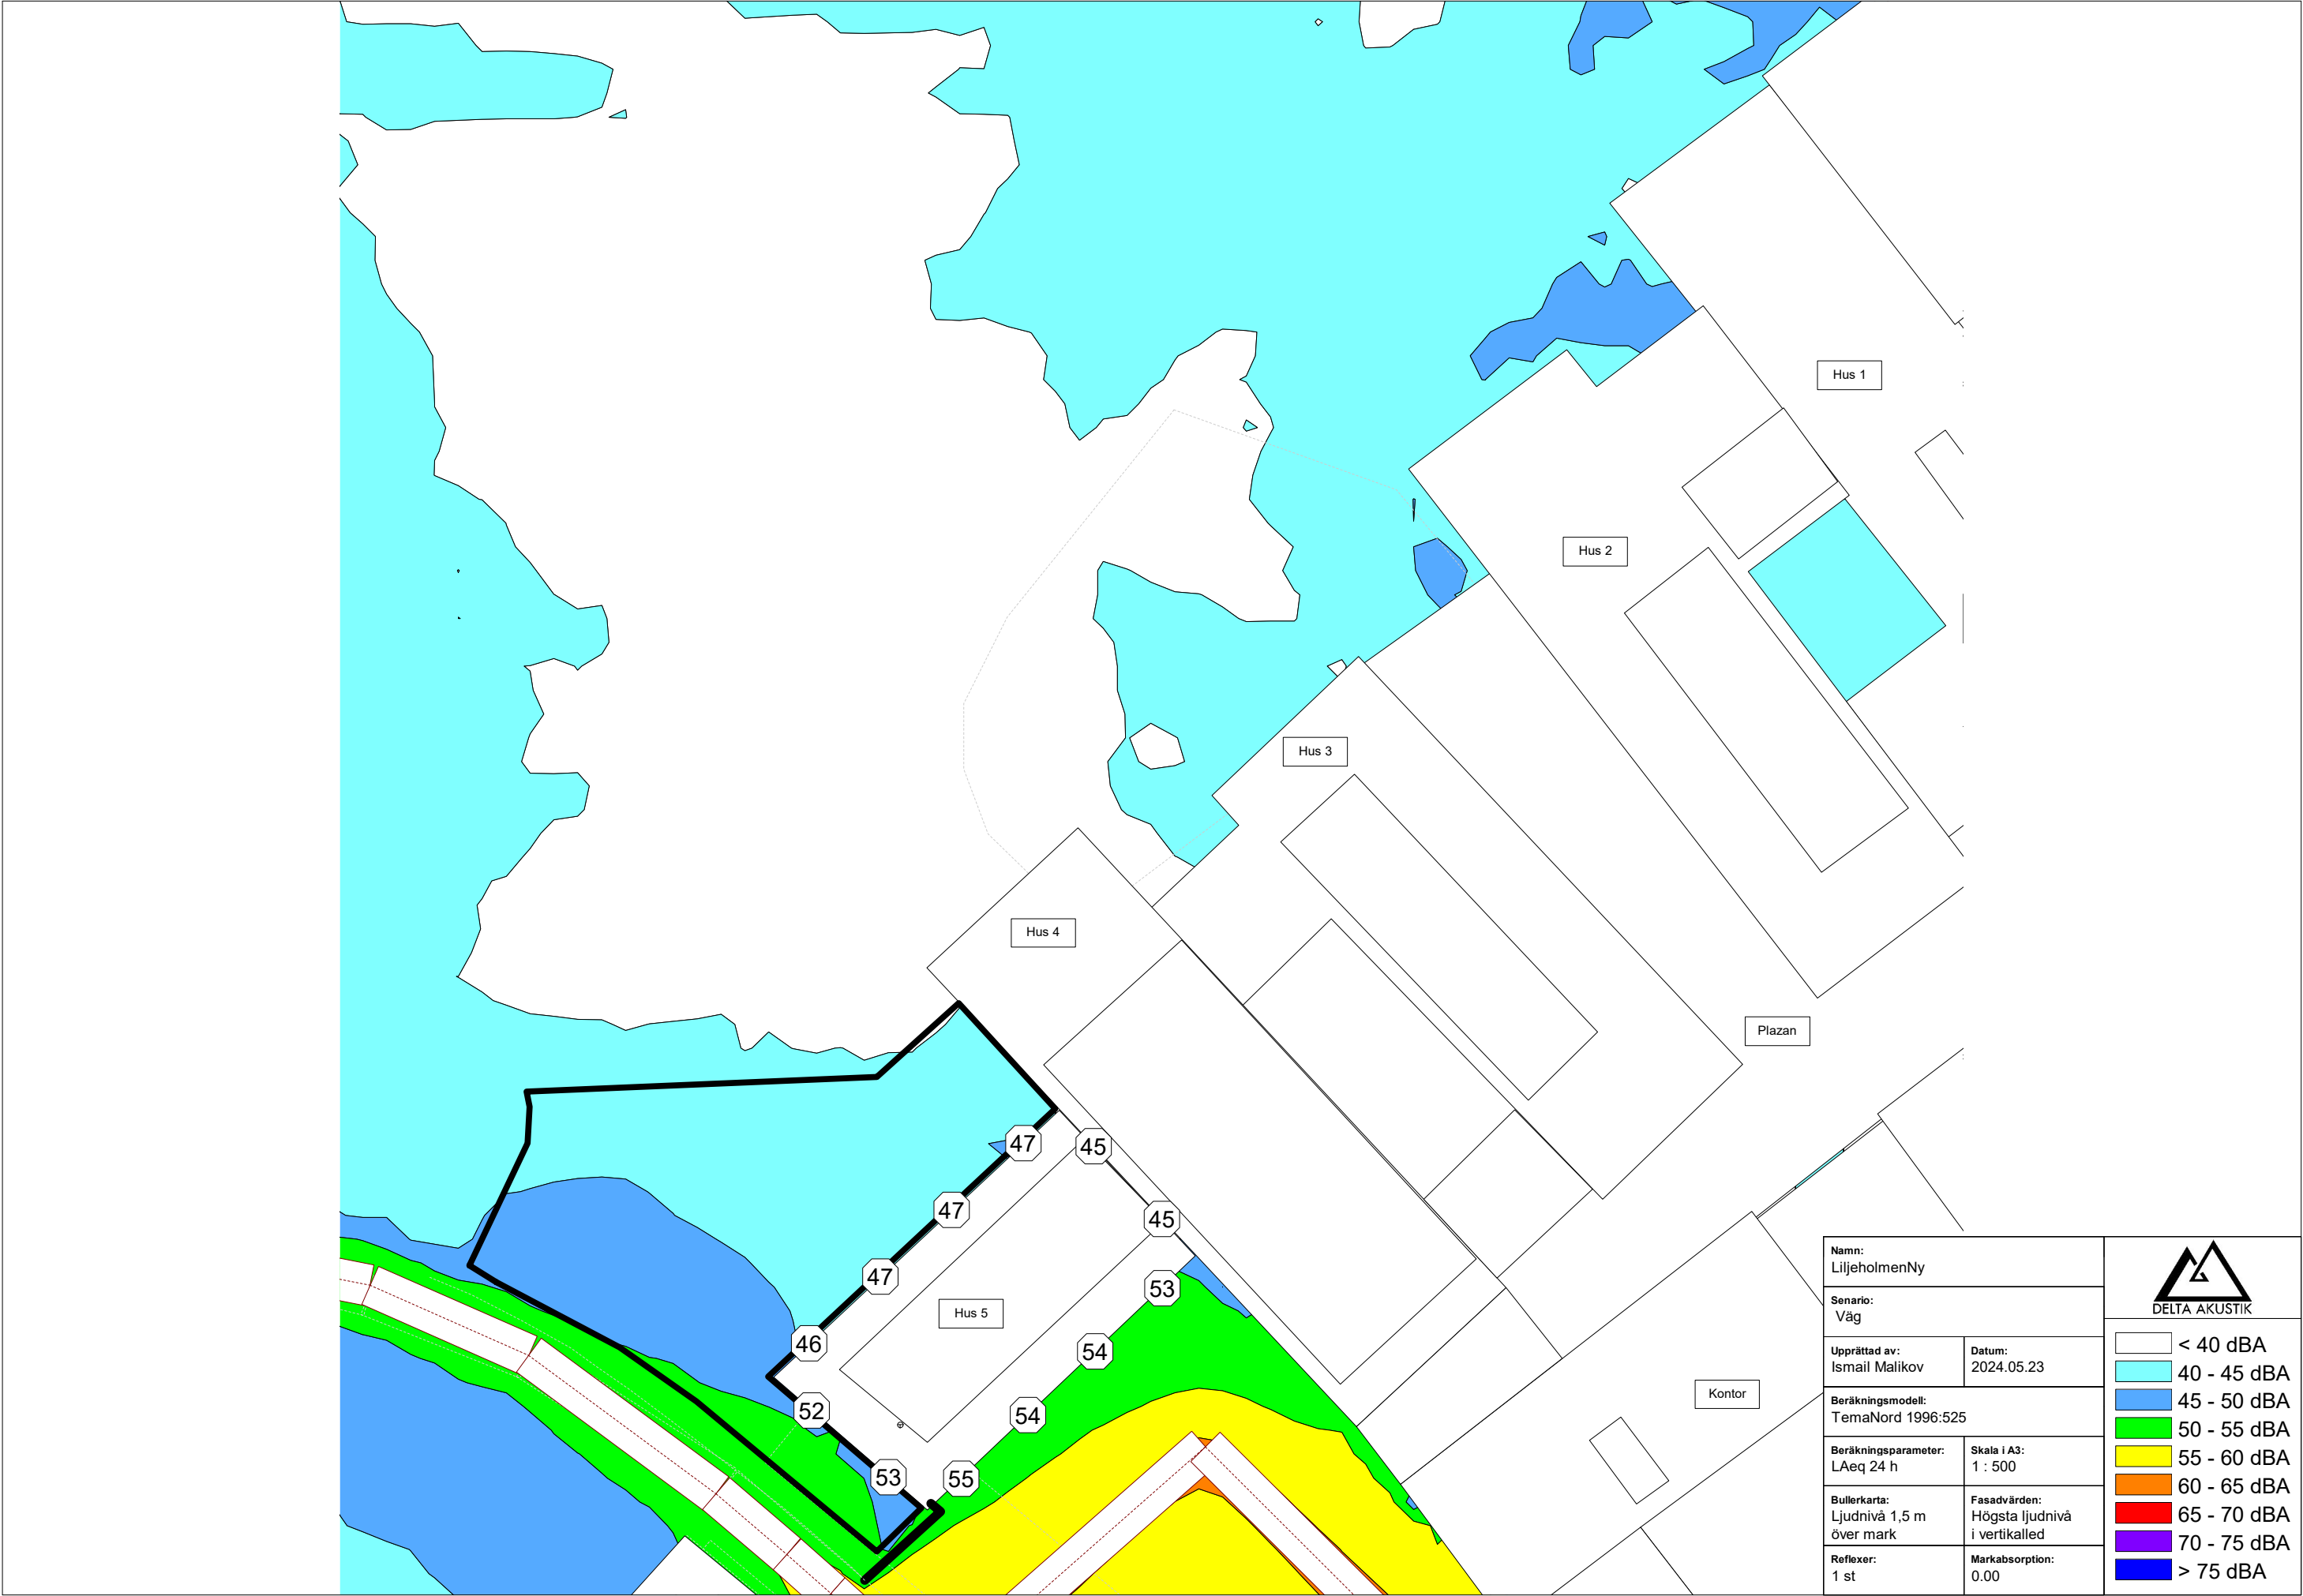 Hus 1
Hus 2
Hus 3
Hus 4
Plazan
47
45
47
45
47
53
Hus 5
46
54
Kontor
52
54
53
55
Namn:
LiljeholmenNy
Senario:
Väg
Upprättad av:
Ismail Malikov
Datum:
2024.05.23
Beräkningsmodell:
TemaNord 1996:525
Beräkningsparameter:
LAeq 24 h
Skala i A3:
1 : 500
Bullerkarta:
Ljudnivå 1,5 m
över mark
Fasadvärden:
Högsta ljudnivå
i vertikalled
Reflexer:
1 st
Markabsorption:
0.00
DELTA AKUSTIK
< 40 dBA
40 - 45 dBA
45 - 50 dBA
50 - 55 dBA
55 - 60 dBA
60 - 65 dBA
65 - 70 dBA
70 - 75 dBA
> 75 dBA